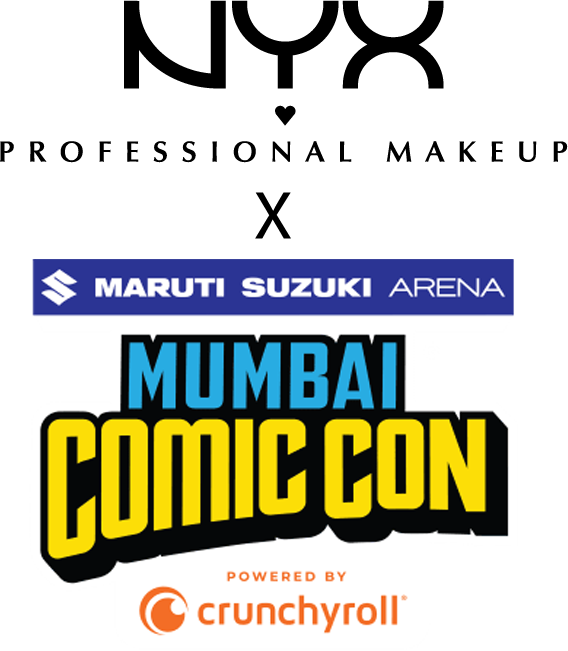 NYX
PROFESSIONAL MAKEUP
X
MARUTI SUZUKI ARENA
MUMBAI
COMIC CON
POWERED BY
crunchyroll®